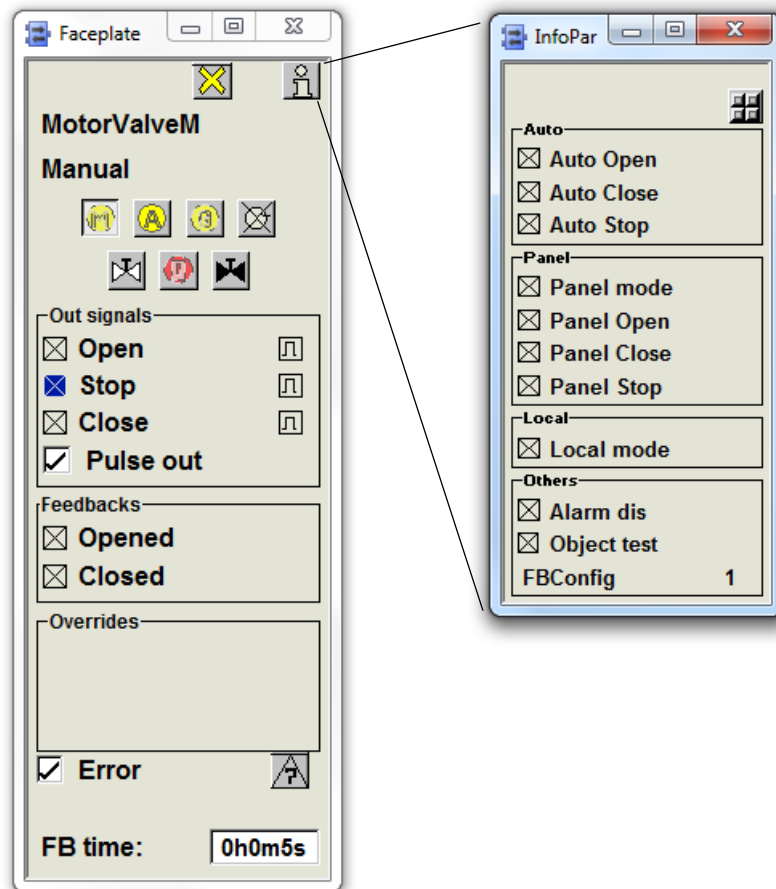 Faceplate
MotorValveM
Manual
Out signals
Open
Stop
Close
Pulse out
Feedbacks
Opened
Closed
Overrides
Error
FB time: 0h0m5s
InfoPar
Auto
Auto Open
Auto Close
Auto Stop
Panel
Panel mode
Panel Open
Panel Close
Panel Stop
Local
Local mode
Others
Alarm dis
Object test
FBConfig 1